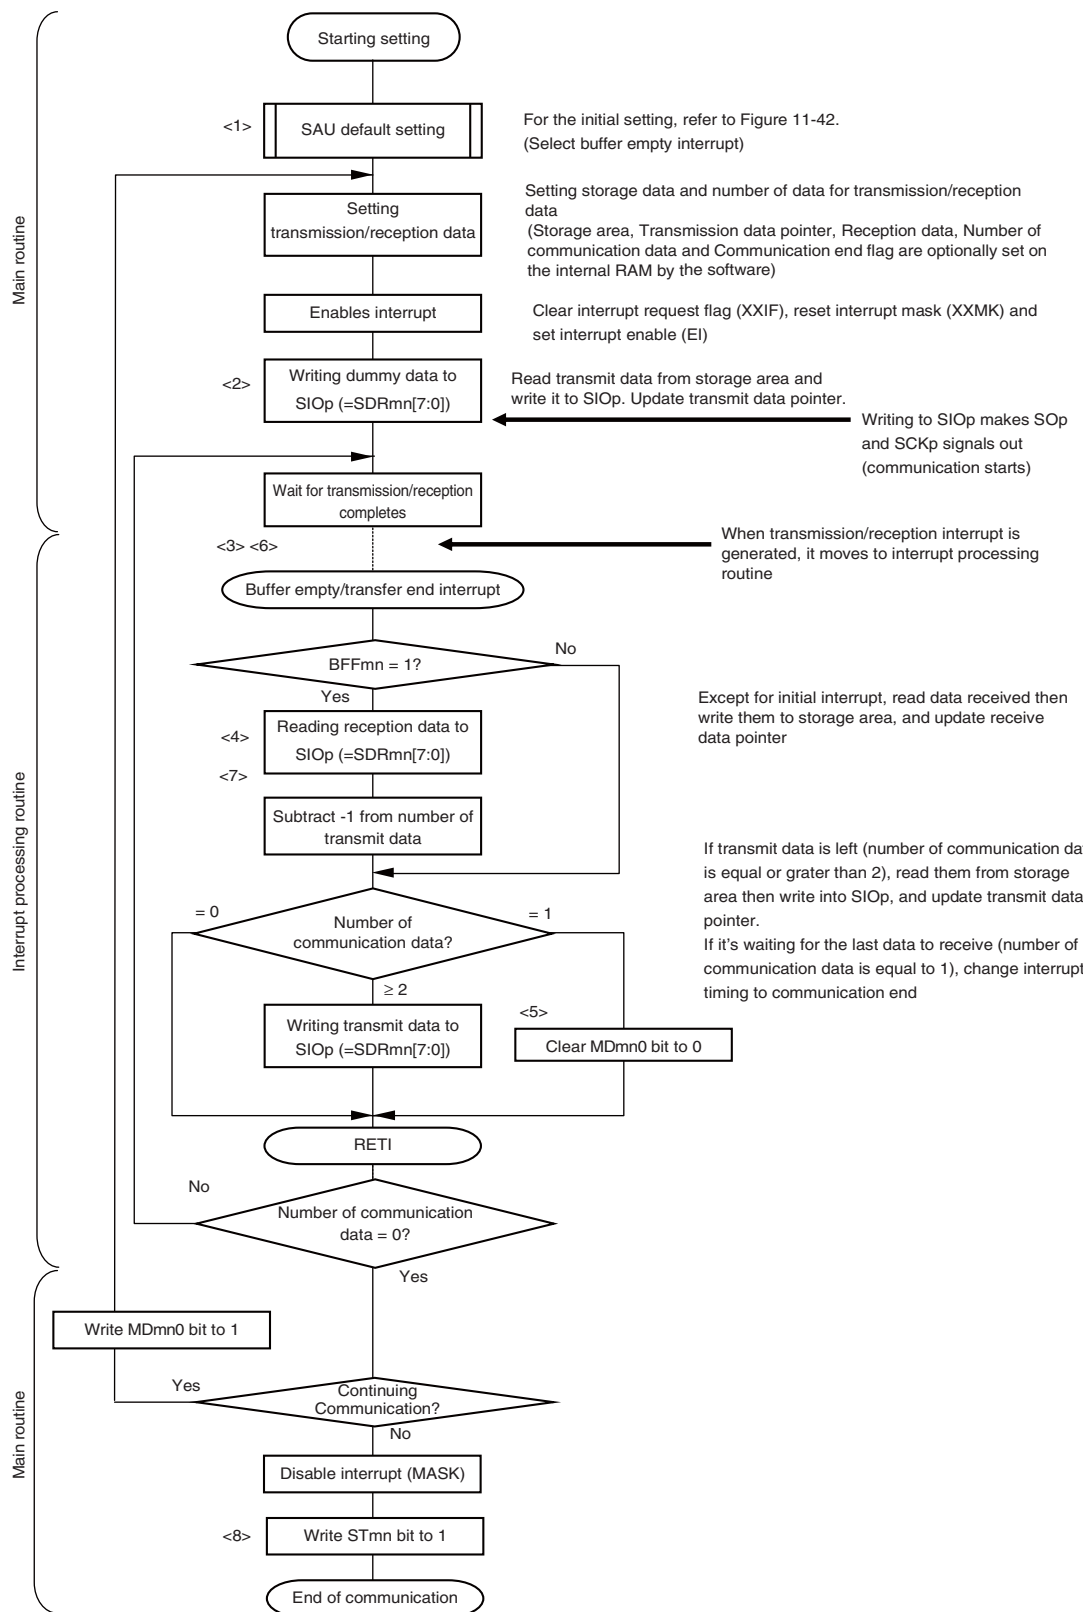 Main routine
Starting setting
<1>
SAU default setting
For the initial setting, refer to Figure 11-42.
(Select buffer empty interrupt)
Setting
transmission/reception data
Setting storage data and number of data for transmission/reception
data
(Storage area, Transmission data pointer, Reception data, Number of
communication data and Communication end flag are optionally set on
the internal RAM by the software)
Enables interrupt
Clear interrupt request flag (XXIF), reset interrupt mask (XXMK) and
set interrupt enable (EI)
<2>
Writing dummy data to
SIOp (=SDRmn[7:0])
Read transmit data from storage area and
write it to SIOp. Update transmit data pointer.
Writing to SIOp makes SOp
and SCKp signals out
(communication starts)
Wait for transmission/reception
completes
<3> <6>
When transmission/reception interrupt is
generated, it moves to interrupt processing
routine
Interrupt processing routine
Buffer empty/transfer end interrupt
BFFmn = 1?
No
Yes
<4>
Reading reception data to
SIOp (=SDRmn[7:0])
<7>
Except for initial interrupt, read data received then
write them to storage area, and update receive
data pointer
Subtract -1 from number of
transmit data
If transmit data is left (number of communication da
is equal or grater than 2), read them from storage
area then write into SIOp, and update transmit data
pointer.
If it's waiting for the last data to receive (number of
communication data is equal to 1), change interrupt
timing to communication end
= 0
Number of
communication data?
= 1
≥ 2
Writing transmit data to
SIOp (=SDRmn[7:0])
<5>
Clear MDmn0 bit to 0
RETI
No
Number of communication
data = 0?
Yes
Main routine
Write MDmn0 bit to 1
Yes
Continuing
Communication?
No
Disable interrupt (MASK)
<8>
Write STmn bit to 1
End of communication